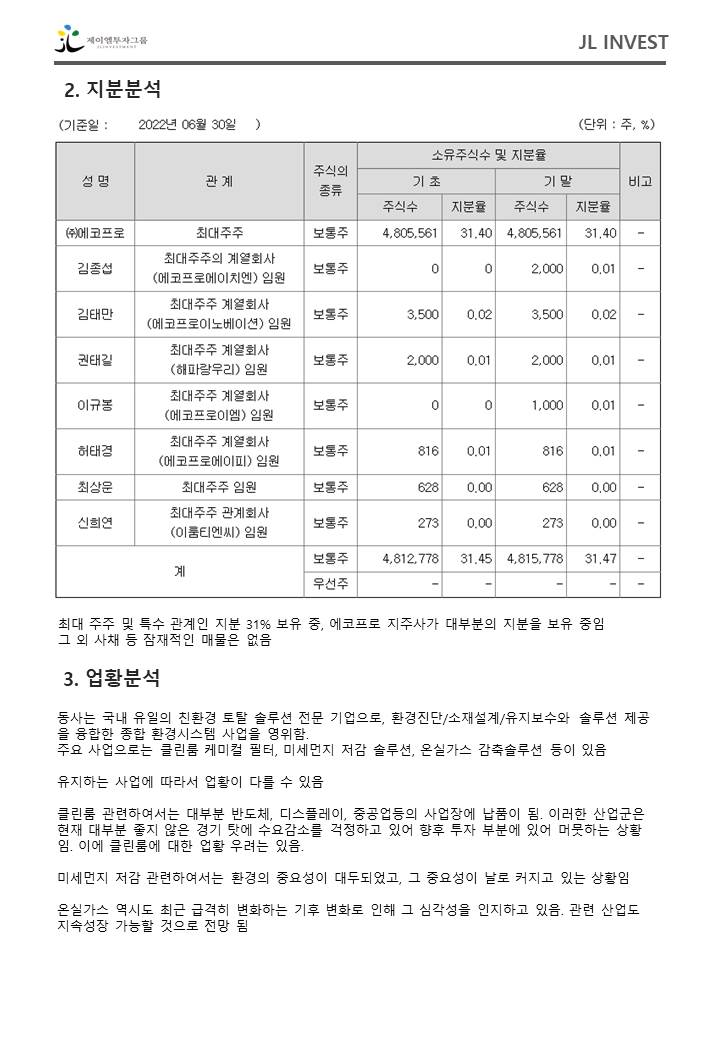 제이엘투자그룹
JLINVESTMENT
JL INVEST
2. 지분분석
(기준일 : 2022년 06월 30일 )
(단위 : 주, %)
성 명 관 계 주식의 종류 소유주식수 및 지분율 비고
기 초 기 말
주식수 지분율 주식수 지분율
㈜에코프로 최대주주 보통주 4,805,561 31.40 4,805,561 31.40 -
김종섭 최대주주의 계열회사 (에코프로에이치엔) 임원 보통주 0 0 2,000 0.01 -
김태만 최대주주 계열회사 (에코프로이노베이션) 임원 보통주 3,500 0.02 3,500 0.02 -
권태길 최대주주 계열회사 (해파랑우리) 임원 보통주 2,000 0.01 2,000 0.01 -
이규봉 최대주주 계열회사 (에코프로이엠) 임원 보통주 0 0 1,000 0.01 -
허태경 최대주주 계열회사 (에코프로에이피) 임원 보통주 816 0.01 816 0.01 -
최상운 최대주주 임원 보통주 628 0.00 628 0.00 -
신희연 최대주주 관계회사 (이룸티엔씨) 임원 보통주 273 0.00 273 0.00 -
계 보통주 4,812,778 31.45 4,815,778 31.47 -
우선주 - - - - -
최대 주주 및 특수 관계인 지분 31% 보유 중, 에코프로 지주사가 대부분의 지분을 보유 중임
그 외 사채 등 잠재적인 매물은 없음
3. 업황분석
동사는 국내 유일의 친환경 토탈 솔루션 전문 기업으로, 환경진단/소재설계/유지보수와 솔루션 제공
을 융합한 종합 환경시스템 사업을 영위함.
주요 사업으로는 클린룸 케미컬 필터, 미세먼지 저감 솔루션, 온실가스 감축솔루션 등이 있음
유지하는 사업에 따라서 업황이 다를 수 있음
클린룸 관련하여서는 대부분 반도체, 디스플레이, 중공업등의 사업장에 납품이 됨. 이러한 산업군은
현재 대부분 좋지 않은 경기 탓에 수요감소를 걱정하고 있어 향후 투자 부분에 있어 머뭇하는 상황
임. 이에 클린룸에 대한 업황 우려는 있음.
미세먼지 저감 관련하여서는 환경의 중요성이 대두되었고, 그 중요성이 날로 커지고 있는 상황임
온실가스 역시도 최근 급격히 변화하는 기후 변화로 인해 그 심각성을 인지하고 있음. 관련 산업도
지속성장 가능할 것으로 전망 됨